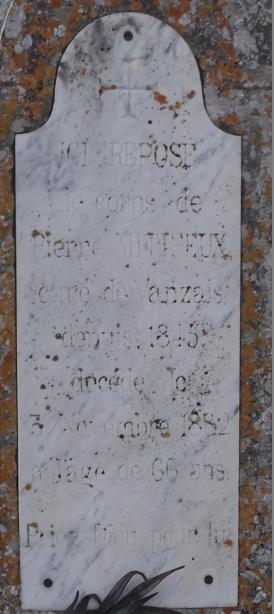 ICI REPOSE
le corps de
Pierre
curé de Vanzais
depuis 1845
décédé le
3 Novembre 1882
à l'âge de 66 ans
Priez Dieu pour lui